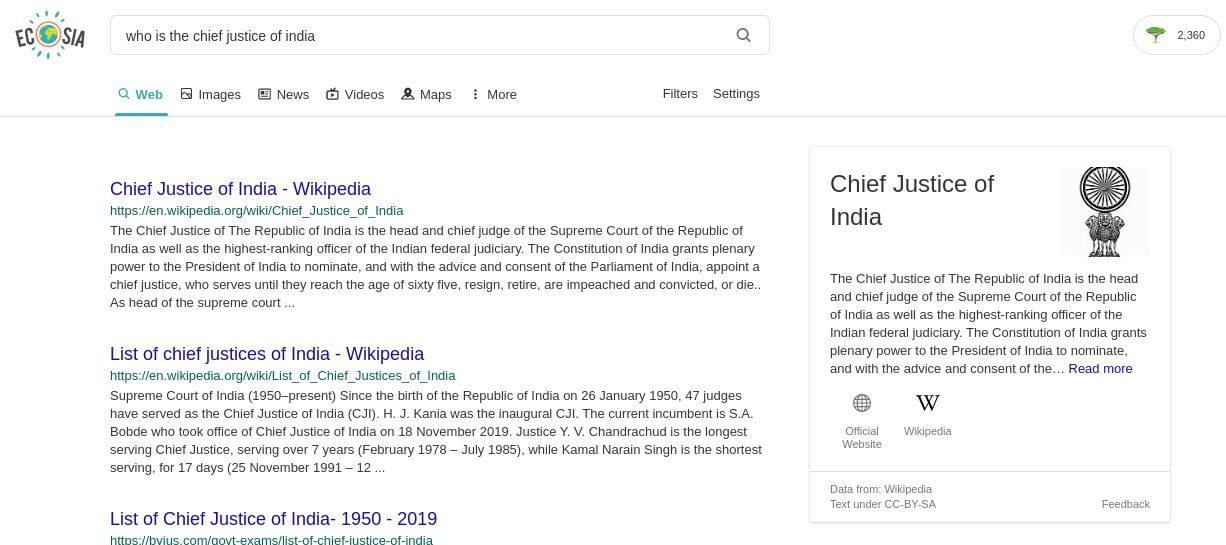 ECOSIA
who is the chief justice of india
2,360
Web Images News Videos Maps More Filters Settings
Chief Justice of India - Wikipedia
https://en.wikipedia.org/wiki/Chief_Justice_of_India
The Chief Justice of The Republic of India is the head and chief judge of the Supreme Court of the Republic of
India as well as the highest-ranking officer of the Indian federal judiciary. The Constitution of India grants plenary
power to the President of India to nominate, and with the advice and consent of the Parliament of India, appoint a
chief justice, who serves until they reach the age of sixty five, resign, retire, are impeached and convicted, or die..
As head of the supreme court ...
List of chief justices of India - Wikipedia
https://en.wikipedia.org/wiki/List_of_Chief_Justices_of_India
Supreme Court of India (1950–present) Since the birth of the Republic of India on 26 January 1950, 47 judges
have served as the Chief Justice of India (CJI). H. J. Kania was the inaugural CJI. The current incumbent is S.A.
Bobde who took office of Chief Justice of India on 18 November 2019. Justice Y. V. Chandrachud is the longest
serving Chief Justice, serving over 7 years (February 1978 – July 1985), while Kamal Narain Singh is the shortest
serving, for 17 days (25 November 1991 – 12 ...
List of Chief Justice of India- 1950 - 2019
https://byjus.com/govt-exams/list-of-chief-justice-of-india
Chief Justice of
India
The Chief Justice of The Republic of India is the head
and chief judge of the Supreme Court of the Republic
of India as well as the highest-ranking officer of the
Indian federal judiciary. The Constitution of India grants
plenary power to the President of India to nominate,
and with the advice and consent of the… Read more
W
Official Wikipedia
Website
Data from: Wikipedia
Text under CC-BY-SA Feedback